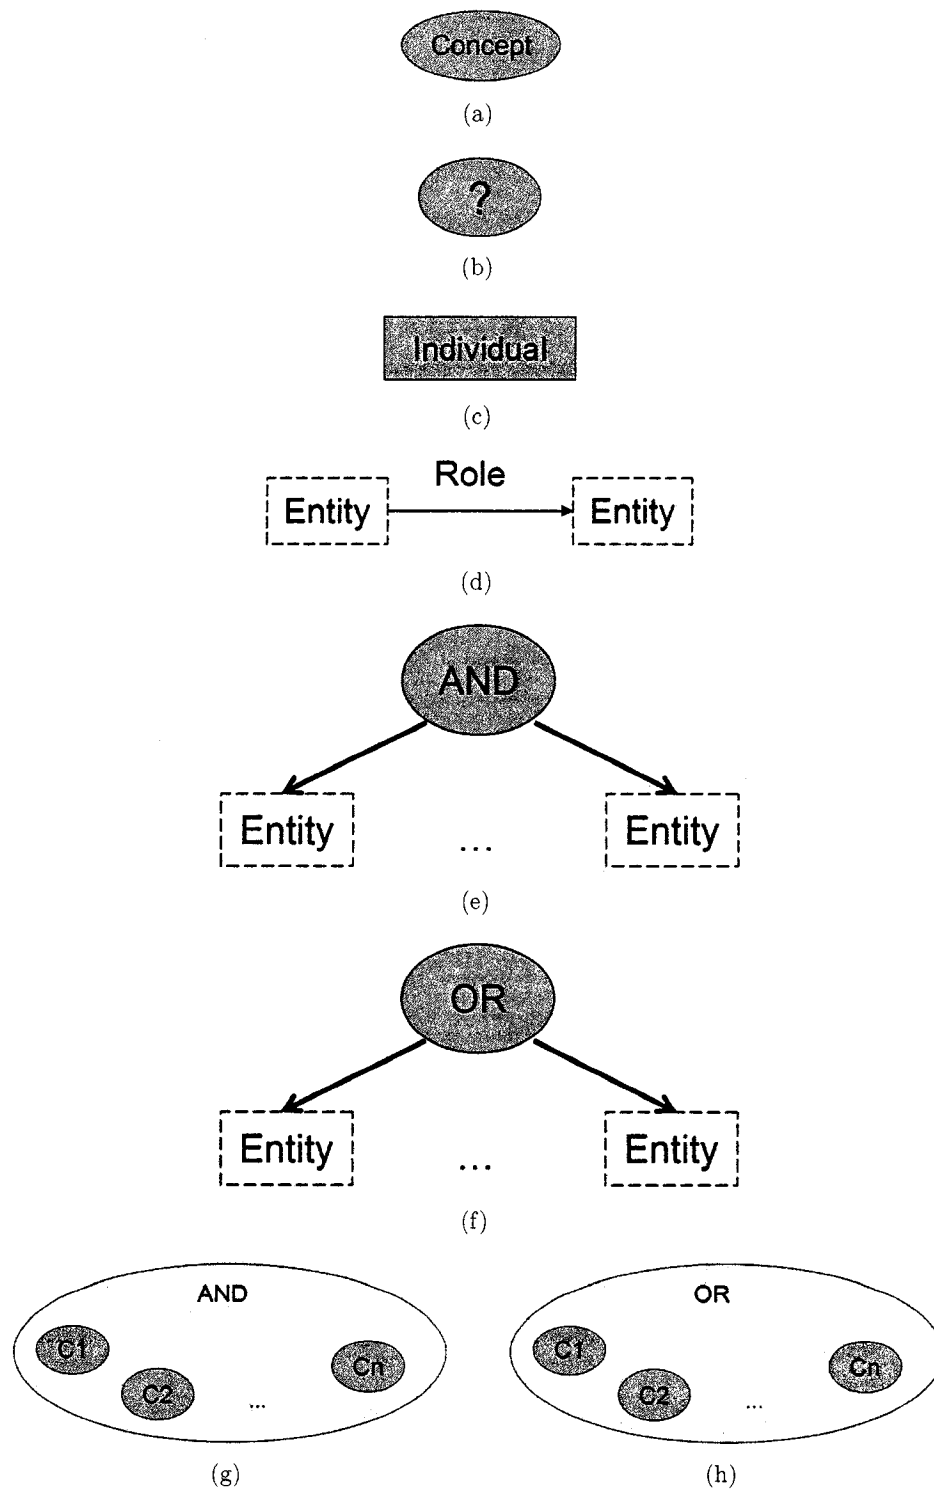 Concept
(a)
?
(b)
Individual
(c)
Role
Entity Entity
(d)
AND
Entity ... Entity
(e)
OR
Entity ... Entity
(f)
AND OR
C1 C2 ... Cn C1 C2 ... Cn
(g) (h)